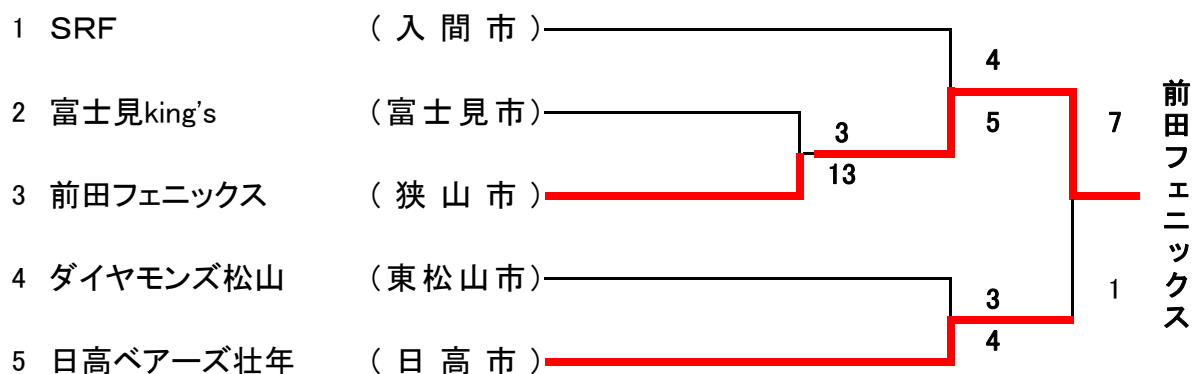 1 SRF （入間市）
4
2 富士見king's （富士見市）
3
5
7
13
3 前田フェニックス （狭山市）
4 ダイヤモンズ松山 （東松山市）
3
1
4
5 日高ベアーズ壮年 （日高市）
前田フェニックス